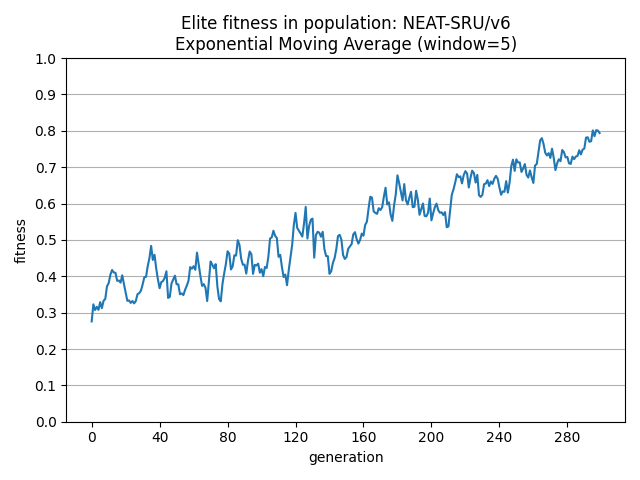 Elite fitness in population: NEAT-SRU/v6
Exponential Moving Average (window=5)
1.0
0.9
0.8
0.7
0.6
0.5
0.4
0.3
0.2
0.1
0.0
fitness
0 40 80 120 160 200 240 280
generation